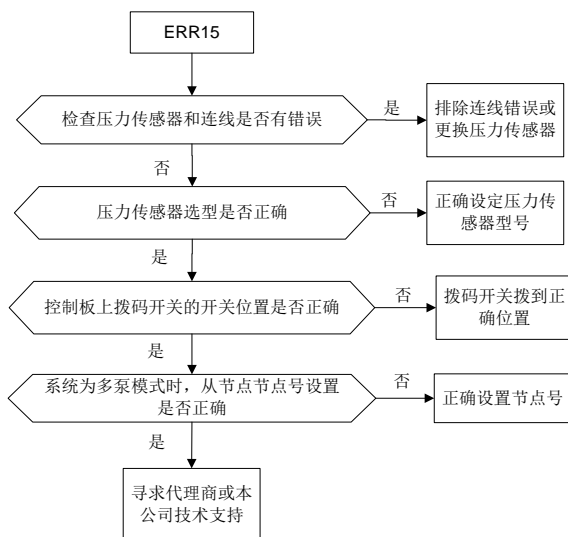 ERR15
检查压力传感器和连线是否有错误
是
排除连线错误或
更换压力传感器
否
压力传感器选型是否正确
否
正确设定压力传
感器型号
是
控制板上拨码开关的开关位置是否正确
否
拨码开关拨到正
确位置
是
系统为多泵模式时，从节点节点号设置
是否正确
否
正确设置节点号
是
寻求代理商或本
公司技术支持